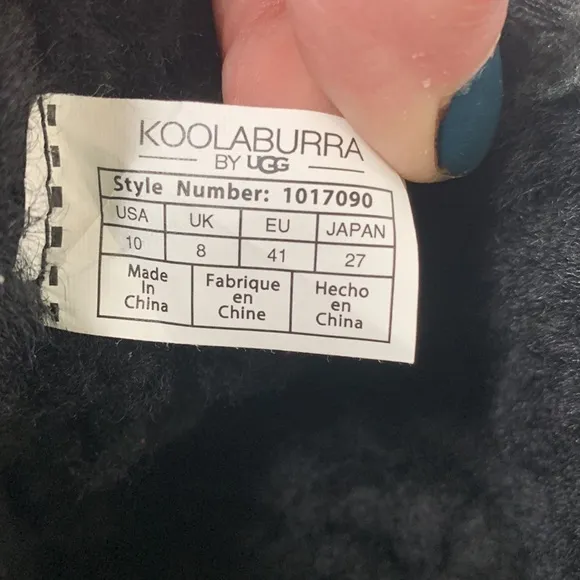 KOOLABURRA
BY UGG
Style Number: 1017090
USA UK EU JAPAN
10 8 41 27
Made In China
Fabrique en Chine
Hecho en China